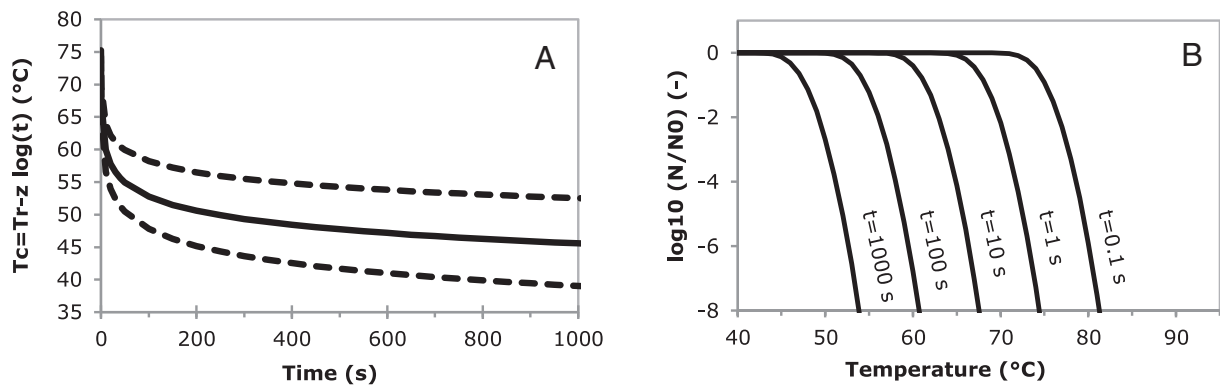 A
Tc=Tr-z log(t) (°C)
80
75
70
65
60
55
50
45
40
35
0
200
400
600
800
1000
Time (s)
B
log10 (N/N0) (-)
0
-2
-4
-6
-8
t=1000 s
t=100 s
t=10 s
t=1 s
t=0.1 s
40
50
60
70
80
90
Temperature (°C)